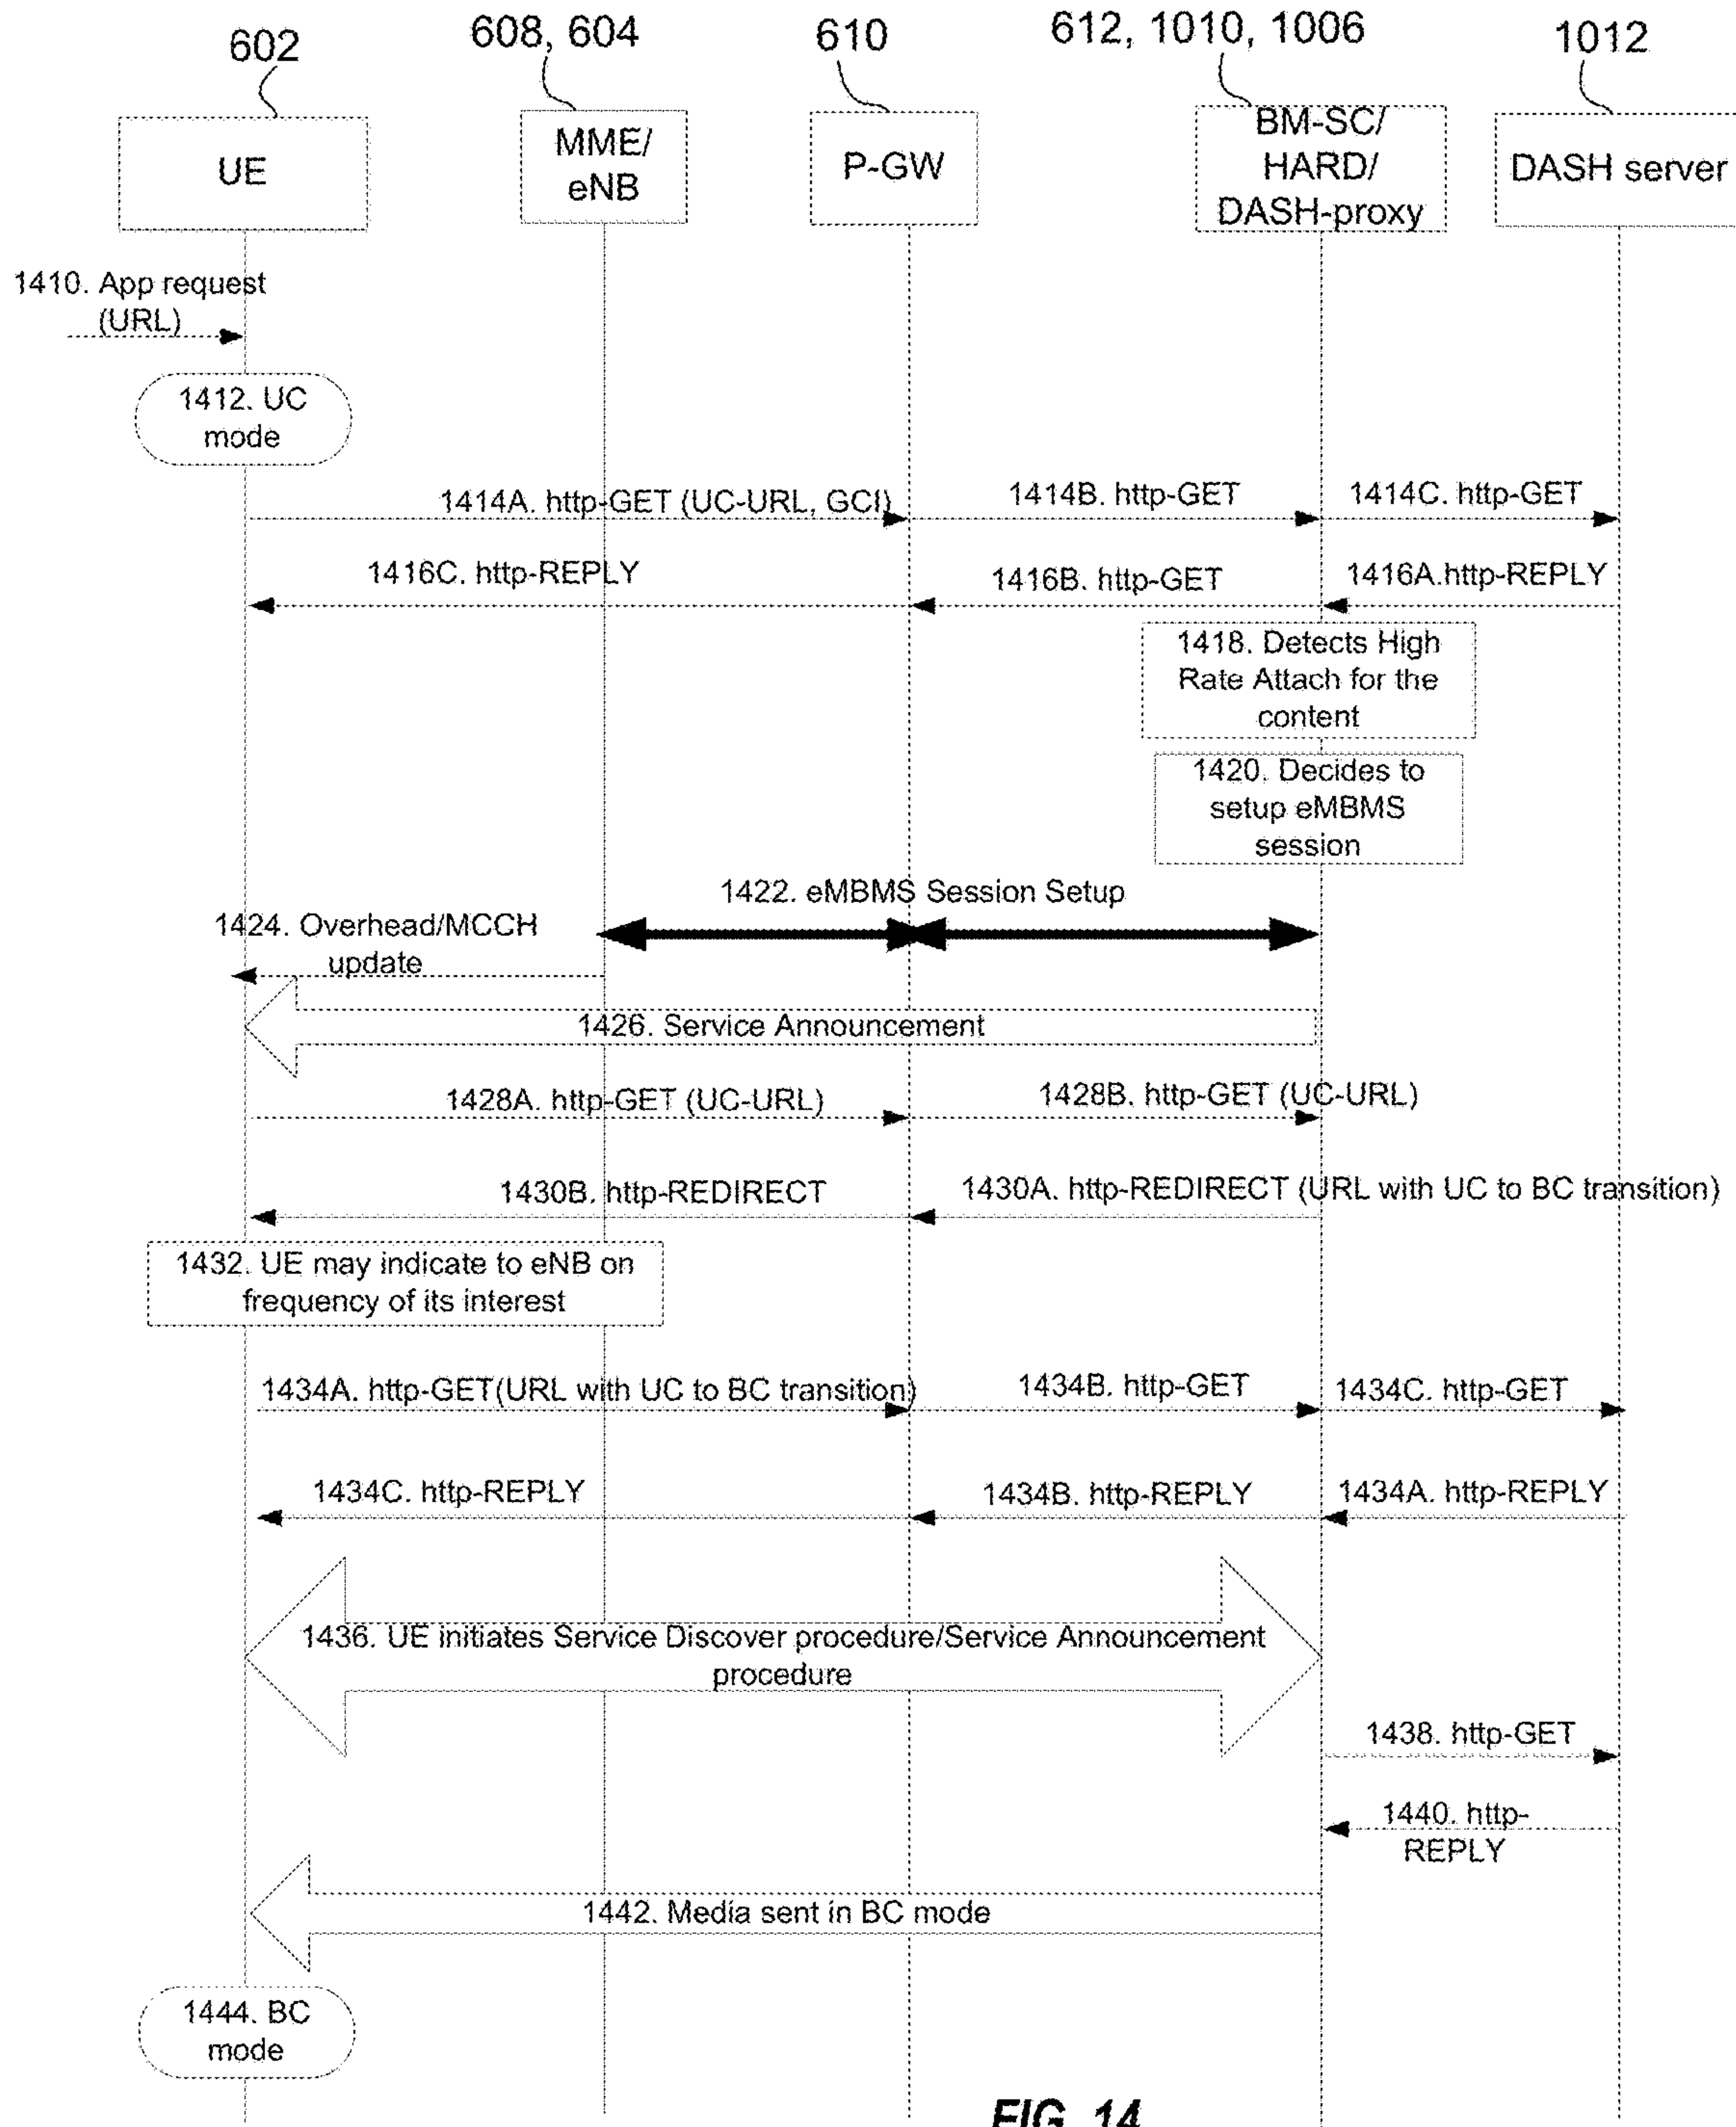 602
608, 604
610
612, 1010, 1006
1012
UE
MME/
eNB
P-GW
BM-SC/
HARD/
DASH-proxy
DASH server
1410. App request
(URL)
1412. UC
mode
1414A. http-GET (UC-URL, GCI)
1414B. http-GET
1414C. http-GET
1416C. http-REPLY
1416B. http-GET
1416A.http-REPLY
1418. Detects High
Rate Attach for the
content
1420. Decides to
setup eMBMS
session
1422. eMBMS Session Setup
1424. Overhead/MCCH
update
1426. Service Announcement
1428A. http-GET (UC-URL)
1428B. http-GET (UC-URL)
1430B. http-REDIRECT
1430A. http-REDIRECT (URL with UC to BC transition)
1432. UE may indicate to eNB on
frequency of its interest
1434A. http-GET(URL with UC to BC transition)
1434B. http-GET
1434C. http-GET
1434C. http-REPLY
1434B. http-REPLY
1434A. http-REPLY
1436. UE initiates Service Discover procedure/Service Announcement
procedure
1438. http-GET
1440. http-
REPLY
1442. Media sent in BC mode
1444. BC
mode
FIG. 14